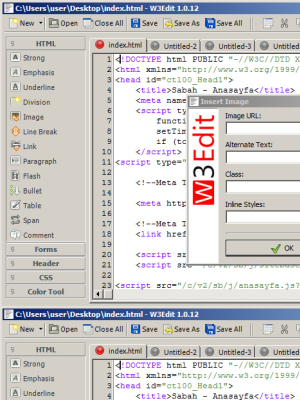 C:\Users\user\Desktop\index.html - W3Edit 1.0.12
New Open Close All Save Save As Save All
HTML
Strong
Emphasis
Underline
Division
Image
Line Break
Link
Paragraph
Flash
Bullet
Table
Span
Comment
Forms
Header
CSS
Color Tool
index.html Untitled-2 Untitled-3 Untitled
1 <!DOCTYPE html PUBLIC "-//W3C//DTD X
2 <html xmlns="http://www.w3.org/1999/
3 <head id="ctl00_Head1">
4 <title>Sabah - Anasayfa</title>
5 <meta name
6 <script ty
7 functi
8 setTim
9 if (to
10 </script>
11 <script type="
12
13 <!--Meta T
14
15 <meta http
16
17 <!--Meta T
18 <link href
19
20 <script sr
21 <script sr
22
23 <script src="/c/v2/sb/j/anasayfa.js?
Insert Image
W3Edit
Image URL:
Alternate Text:
Class:
Inline Styles:
OK
C:\Users\user\Desktop\index.html - W3Edit 1.0.12
New Open Close All Save Save As Save All
HTML
Strong
Emphasis
Underline
index.html Untitled-2 Untitled-3 Untitled
1 <!DOCTYPE html PUBLIC "-//W3C//DTD X
2 <html xmlns="http://www.w3.org/1999/
3 <head id="ctl00_Head1">
4 <title>Sabah - Anasayfa</title>